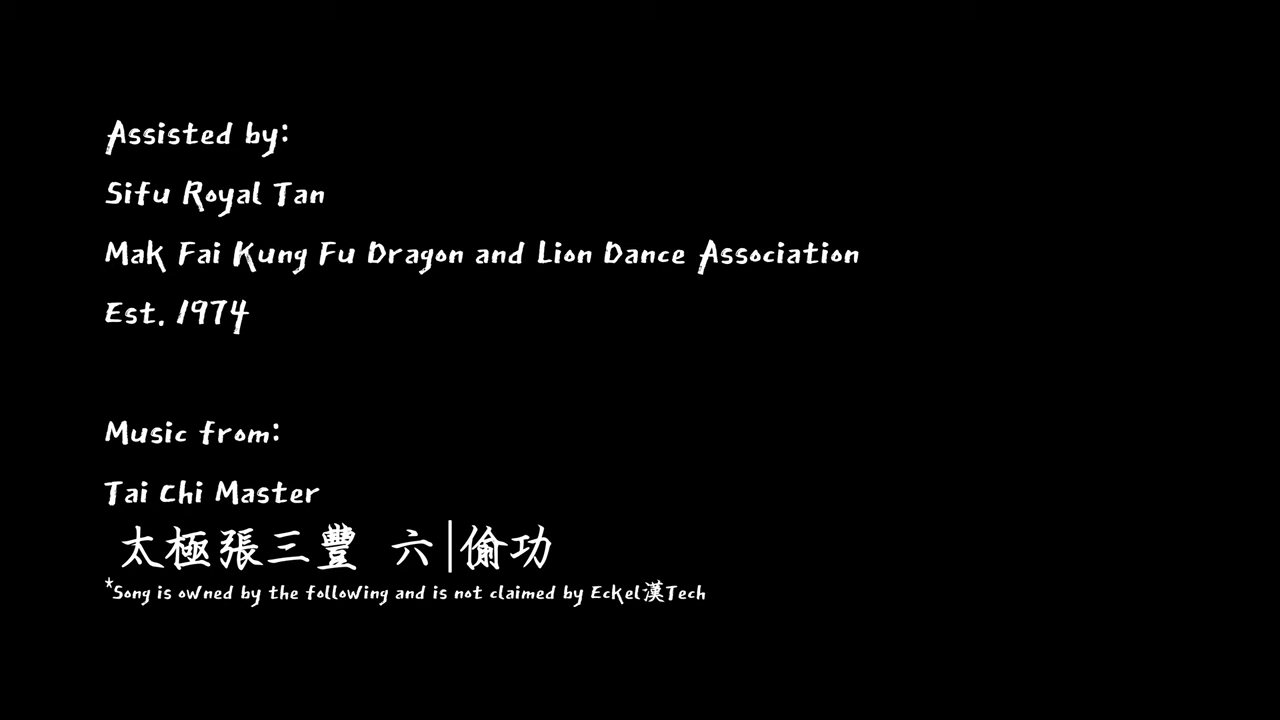 Assisted by:
Sifu Royal Tan
Mak Fai Kung Fu Dragon and Lion Dance Association
Est. 1974
Music from:
Tai Chi Master
太極張三豐 六|偷功
*Song is owned by the following and is not claimed by Eckel漢Tech